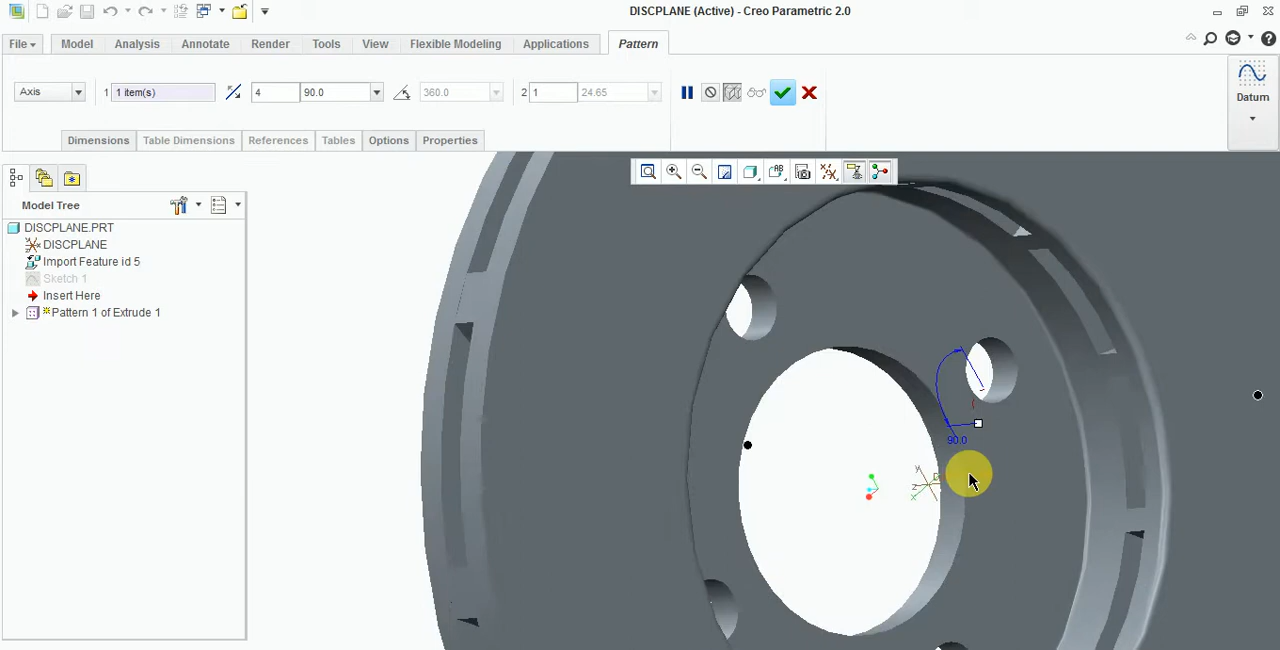 DISCPLANE (Active) - Creo Parametric 2.0
File Model Analysis Annotate Render Tools View Flexible Modeling Applications Pattern
Axis 1 1 item(s) 4 90.0 360.0 2 1 24.65
Datum
Dimensions Table Dimensions References Tables Options Properties
Model Tree
DISCPLANE.PRT
DISCPLANE
Import Feature id 5
Sketch 1
Insert Here
Pattern 1 of Extrude 1
90.0
y
z
x